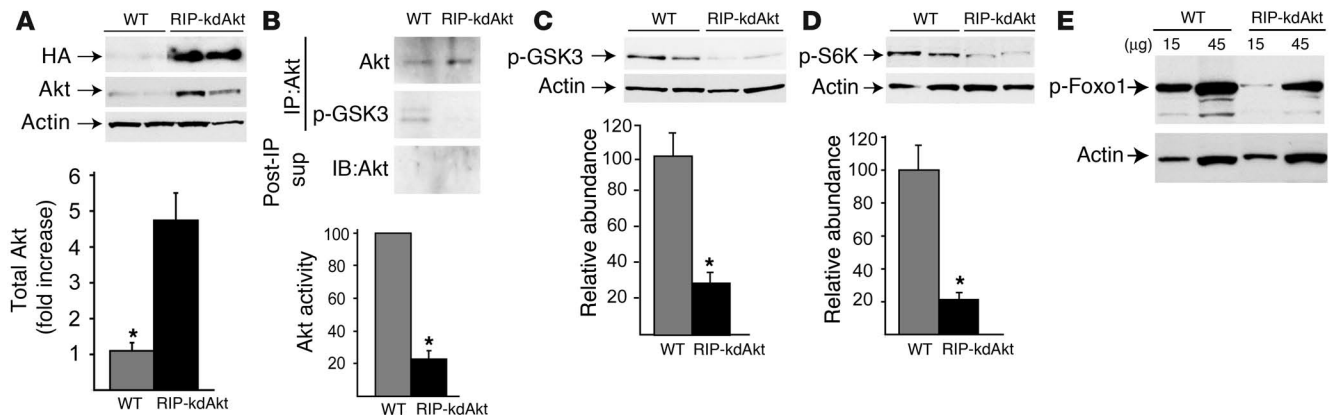 A
WT RIP-kdAkt
HA
Akt
Actin
Total Akt
(fold increase)
6
5
4
3
2
1
*
WT RIP-kdAkt
B
WT RIP-kdAkt
IP:Akt
Akt
p-GSK3
Post-IP
sup
IB:Akt
Akt activity
100
80
60
40
20
*
WT RIP-kdAkt
C
WT RIP-kdAkt
p-GSK3
Actin
Relative abundance
120
100
80
60
40
20
*
WT RIP-kdAkt
D
WT RIP-kdAkt
p-S6K
Actin
Relative abundance
120
100
80
60
40
20
*
WT RIP-kdAkt
E
WT RIP-kdAkt
(µg) 15 45 15 45
p-Foxo1
Actin